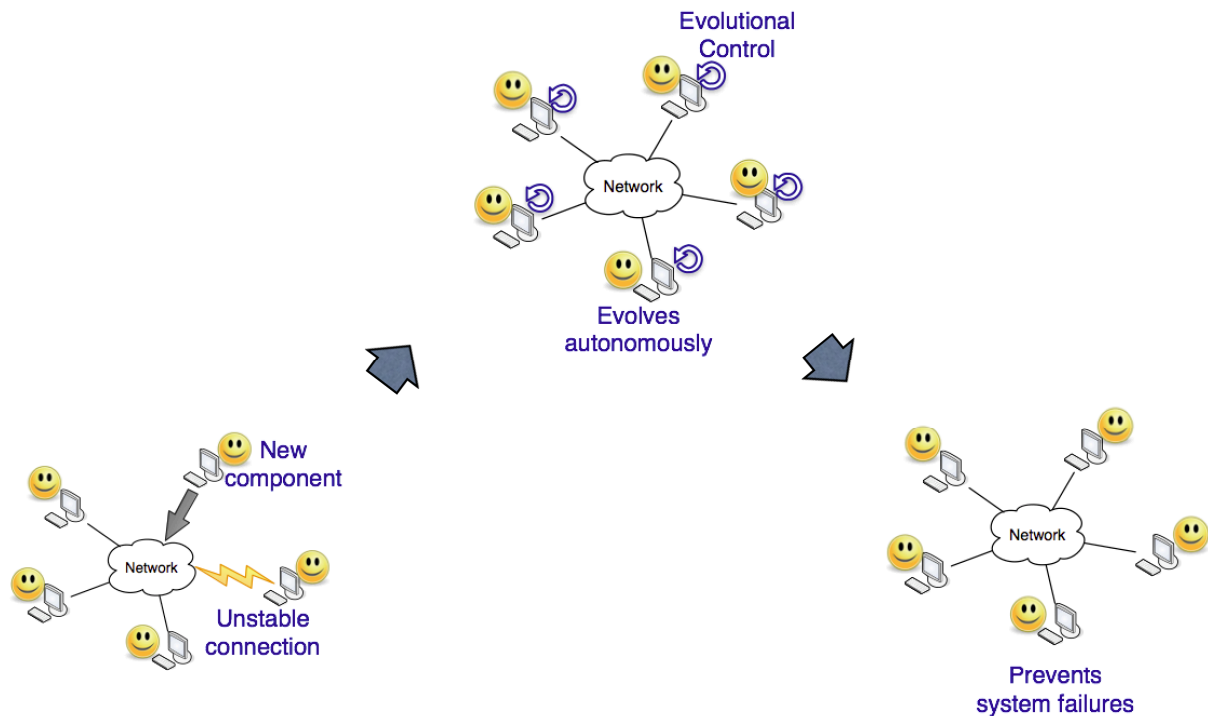 Evolutional
Control
Network
Evolves
autonomously
New
component
Network
Unstable
connection
Network
Prevents
system failures